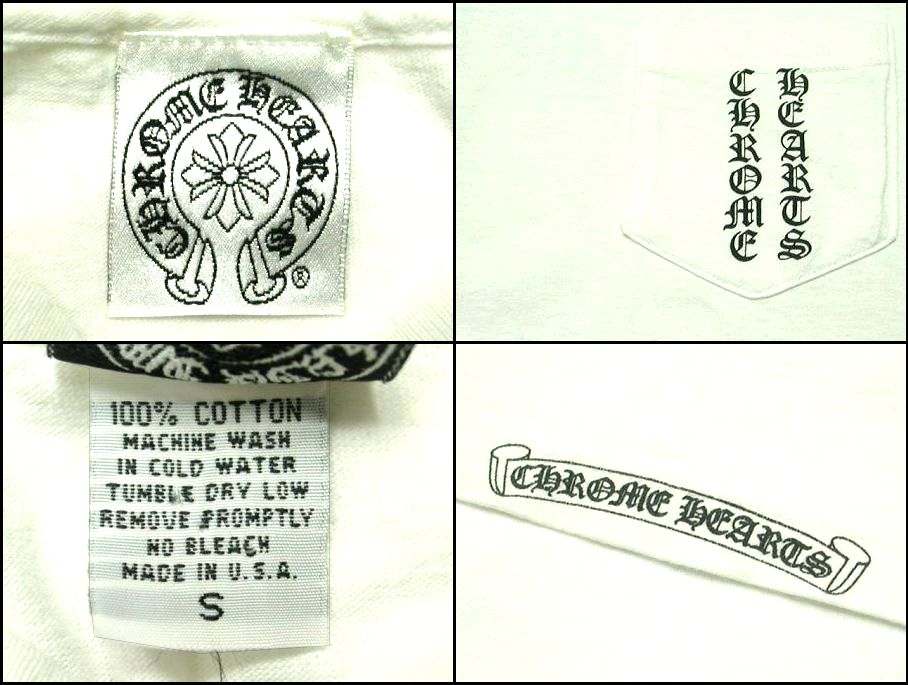 CHROME HEARTS
®
CHROME
HEARTS
100% COTTON
MACHINE WASH
IN COLD WATER
TUMBLE DRY LOW
REMOVE PROMPTLY
NO BLEACH
MADE IN U.S.A.
S
CHROME HEARTS